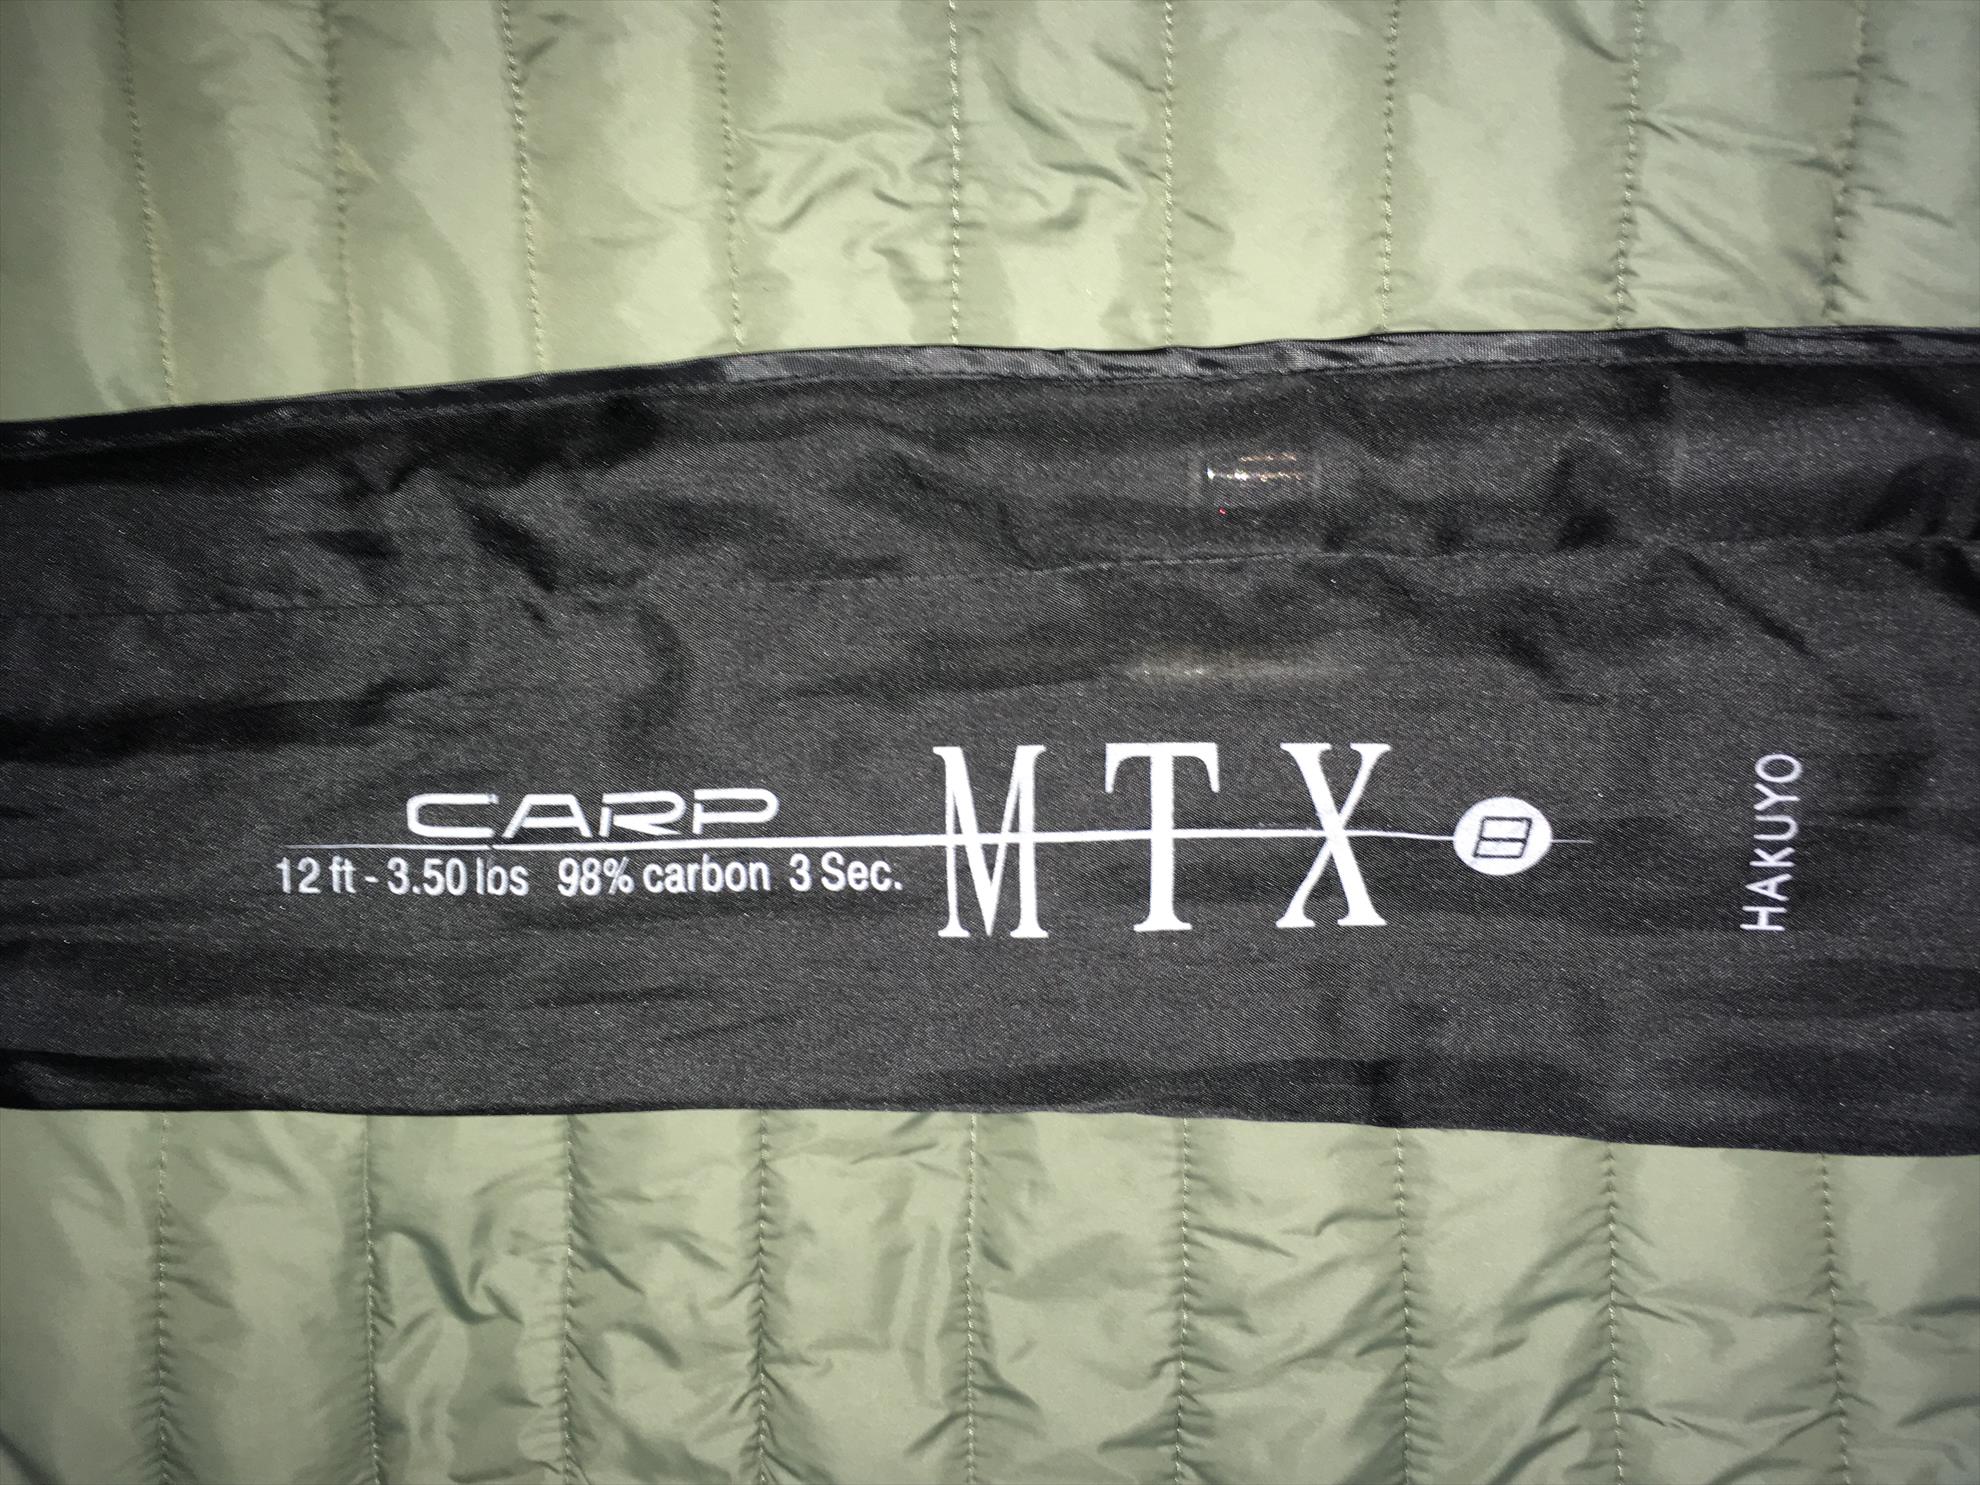 CARP
12 ft - 3.50 lbs 98% carbon 3 Sec.
MTX
HAKUYO